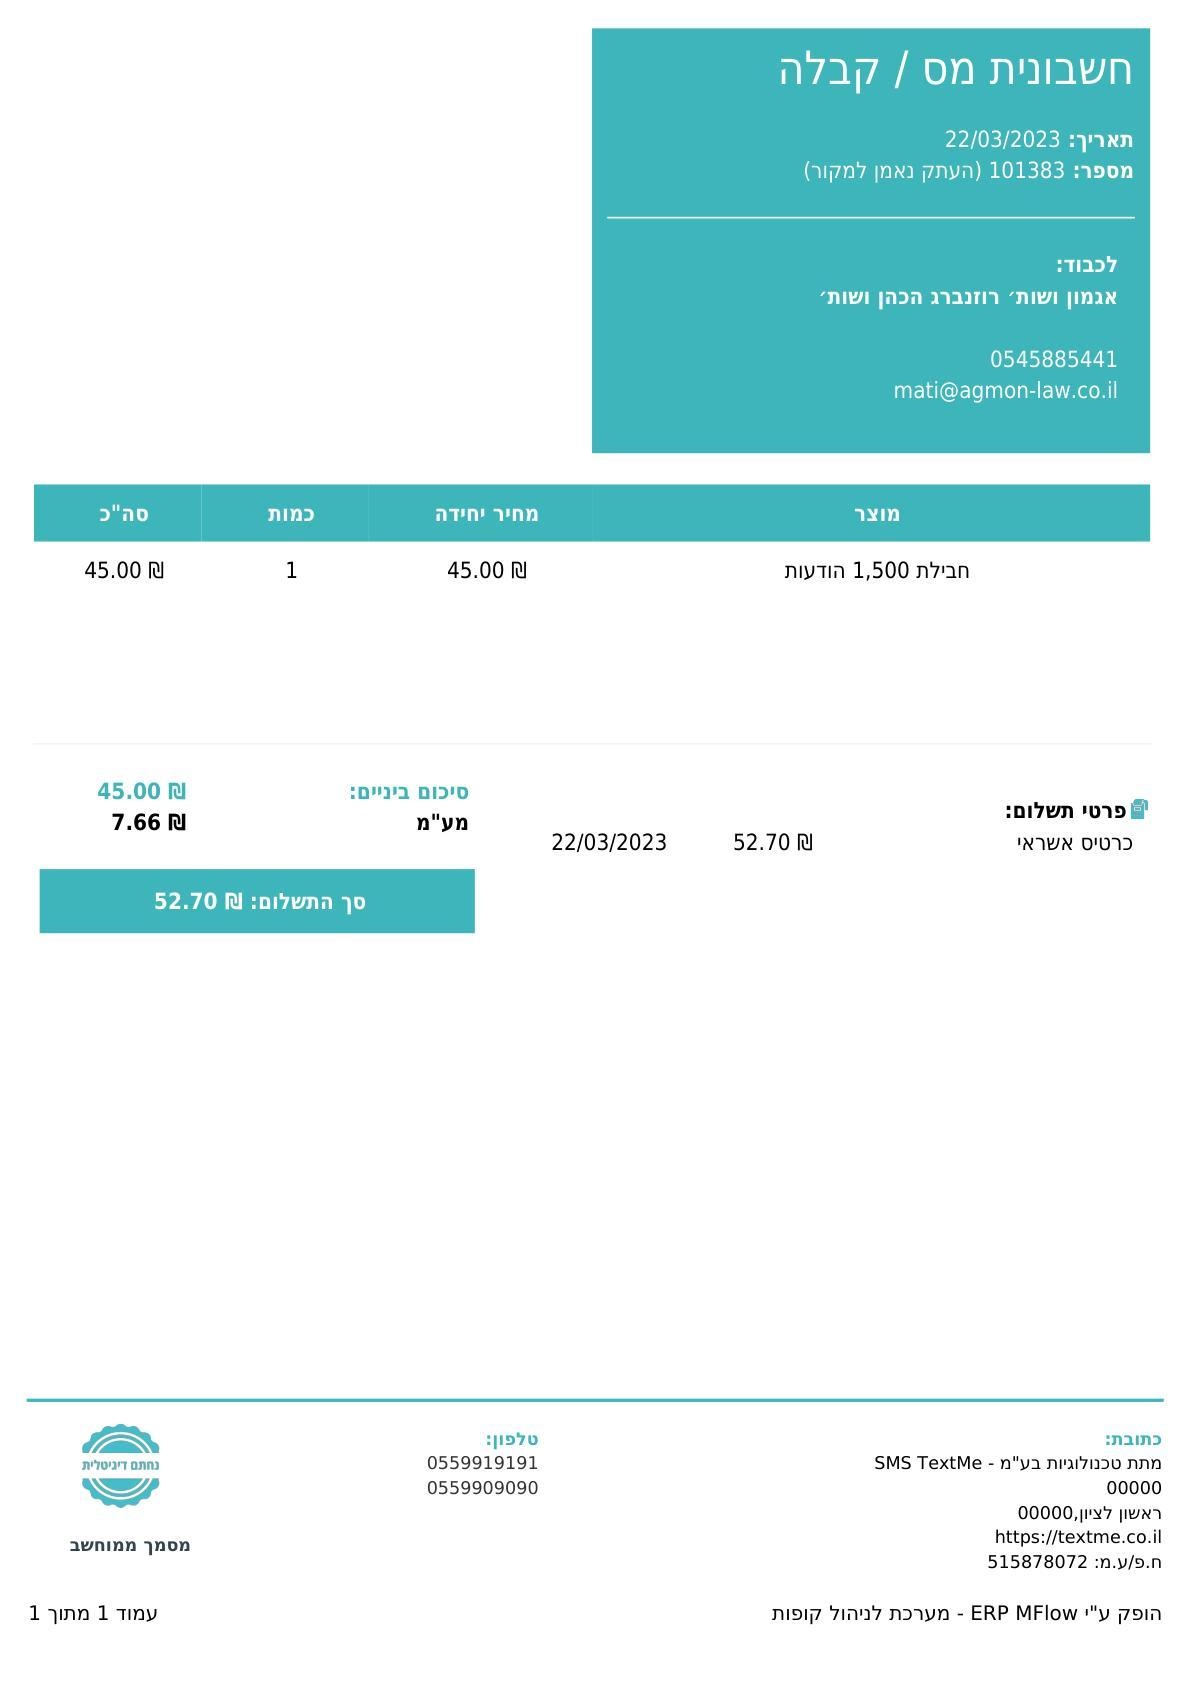 חשבונית מס / קבלה
תאריך: 22/03/2023
מספר: 101383 (העתק נאמן למקור)
לכבוד:
אגמון ושות׳ רוזנברג הכהן ושות׳
0545885441
mati@agmon-law.co.il
מוצר מחיר יחידה כמות סה"כ
חבילת 1,500 הודעות ₪ 45.00 1 ₪ 45.00
פרטי תשלום:
כרטיס אשראי ₪ 52.70 22/03/2023
סיכום ביניים: ₪ 45.00
מע"מ ₪ 7.66
סך התשלום: ₪ 52.70
כתובת:
מתת טכנולוגיות בע"מ - SMS TextMe
00000
ראשון לציון,00000
https://textme.co.il
ח.פ/ע.מ: 515878072
טלפון:
0559919191
0559909090
נחתם דיגיטלית
מסמך ממוחשב
הופק ע"י ERP MFlow - מערכת לניהול קופות
עמוד 1 מתוך 1